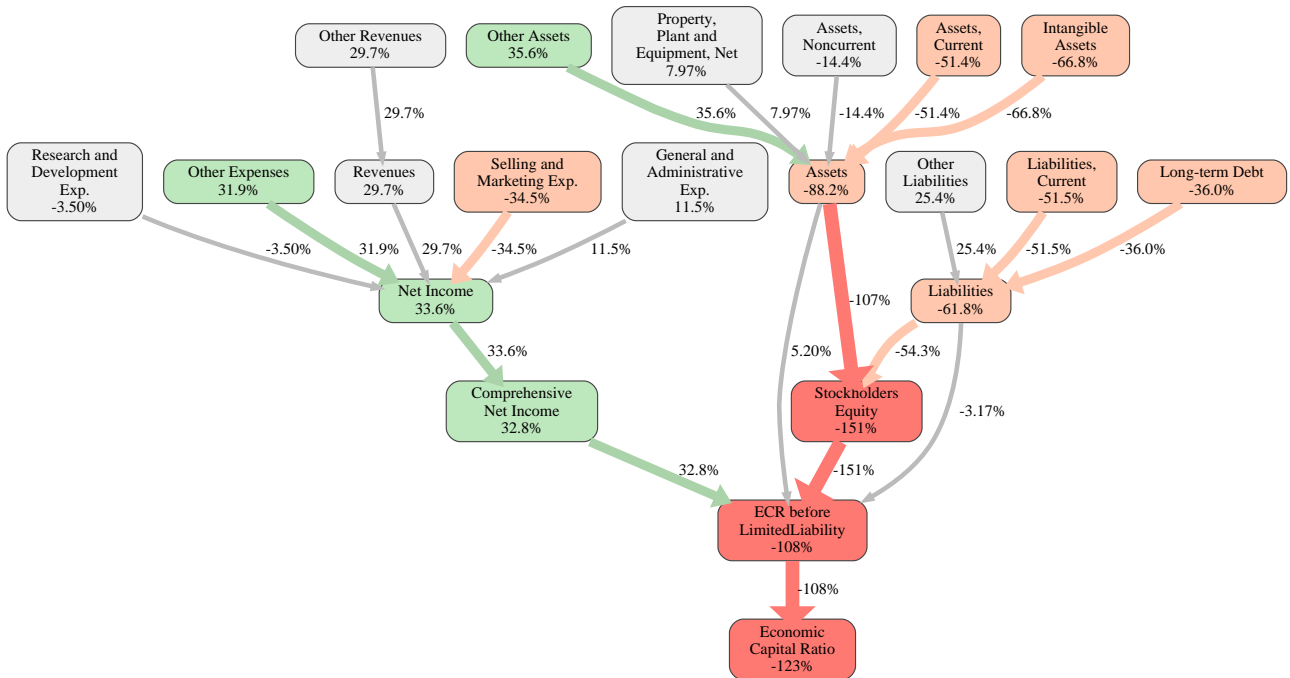 Other Revenues
29.7%
Other Assets
35.6%
Property,
Plant and
Equipment, Net
7.97%
Assets,
Noncurrent
-14.4%
Assets,
Current
-51.4%
Intangible
Assets
-66.8%
29.7%
35.6%
7.97%
-14.4%
-51.4%
-66.8%
Research and
Development
Exp.
-3.50%
Other Expenses
31.9%
Revenues
29.7%
Selling and
Marketing Exp.
-34.5%
General and
Administrative
Exp.
11.5%
Assets
-88.2%
Other
Liabilities
25.4%
Liabilities,
Current
-51.5%
Long-term Debt
-36.0%
-3.50%
31.9%
29.7%
-34.5%
11.5%
25.4%
-51.5%
-36.0%
Net Income
33.6%
-107%
Liabilities
-61.8%
33.6%
5.20%
-54.3%
-3.17%
Comprehensive
Net Income
32.8%
Stockholders
Equity
-151%
32.8%
-151%
ECR before
LimitedLiability
-108%
-108%
Economic
Capital Ratio
-123%